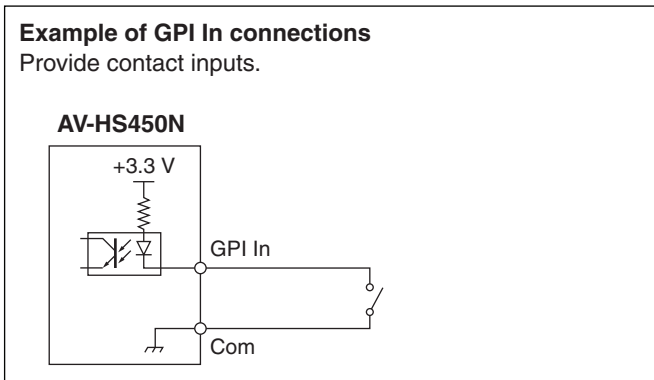 Example of GPI In connections
Provide contact inputs.
AV-HS450N
+3.3 V
GPI In
Com